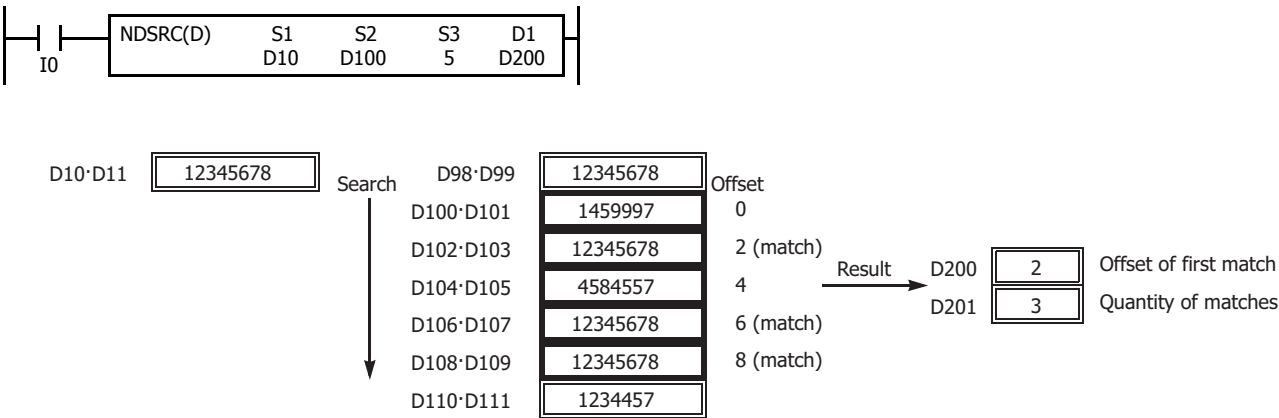 NDSRC(D) S1 S2 S3 D1
D10 D100 5 D200
I0
D10·D11 12345678 Search D98·D99 12345678 Offset
D100·D101 1459997 0
D102·D103 12345678 2 (match)
D104·D105 4584557 4
D106·D107 12345678 6 (match)
D108·D109 12345678 8 (match)
D110·D111 1234457
Result D200 2 Offset of first match
D201 3 Quantity of matches